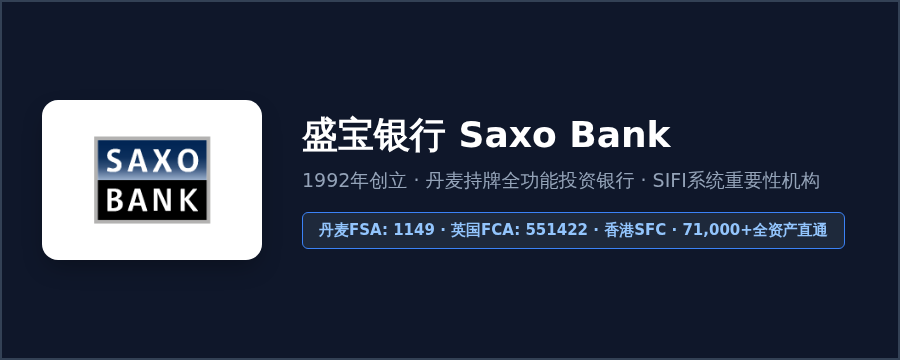 SAXO
BANK
盛宝银行 Saxo Bank
1992年创立 · 丹麦持牌全功能投资银行 · SIFI系统重要性机构
丹麦FSA: 1149 · 英国FCA: 551422 · 香港SFC · 71,000+全资产直通